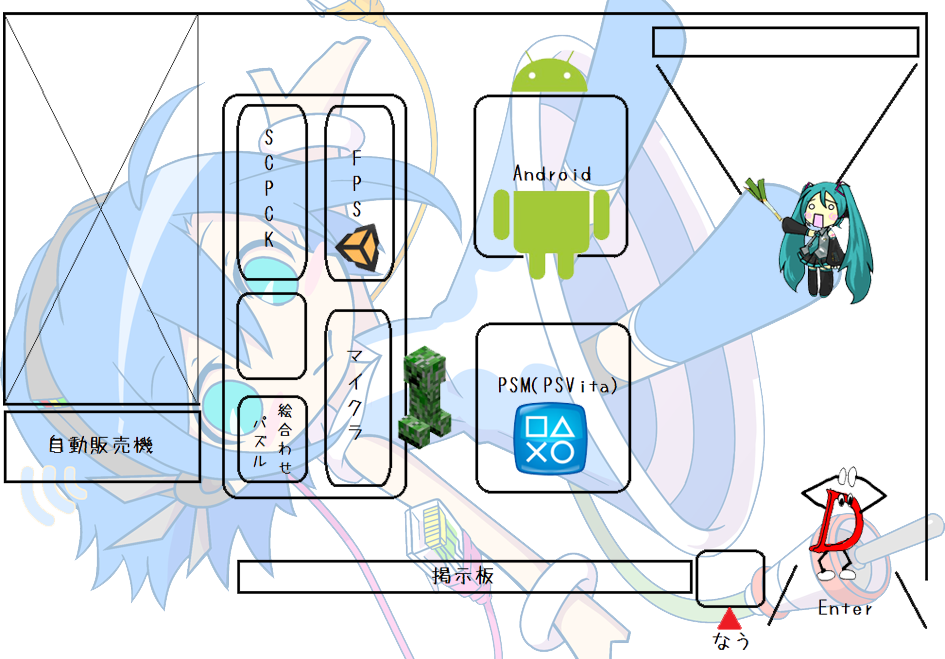 SCPCK
FPS
Android
マイクラ
PSM(PSVita)
絵合わせ
パズル
自動販売機
掲示板
D
Enter
なう